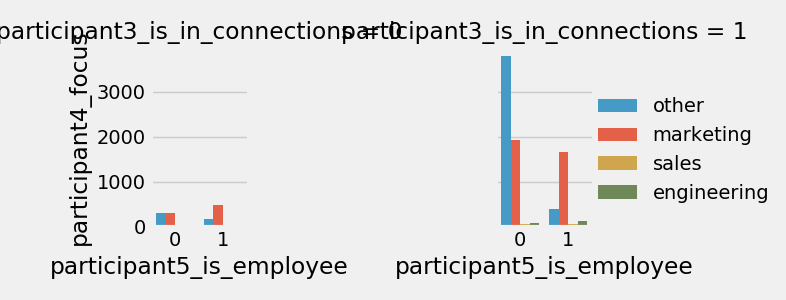 participant3_is_in_connections = 0
participant3_is_in_connections = 1
participant4_focus
3000
2000
1000
0
0 1
0 1
participant5_is_employee
participant5_is_employee
other
marketing
sales
engineering